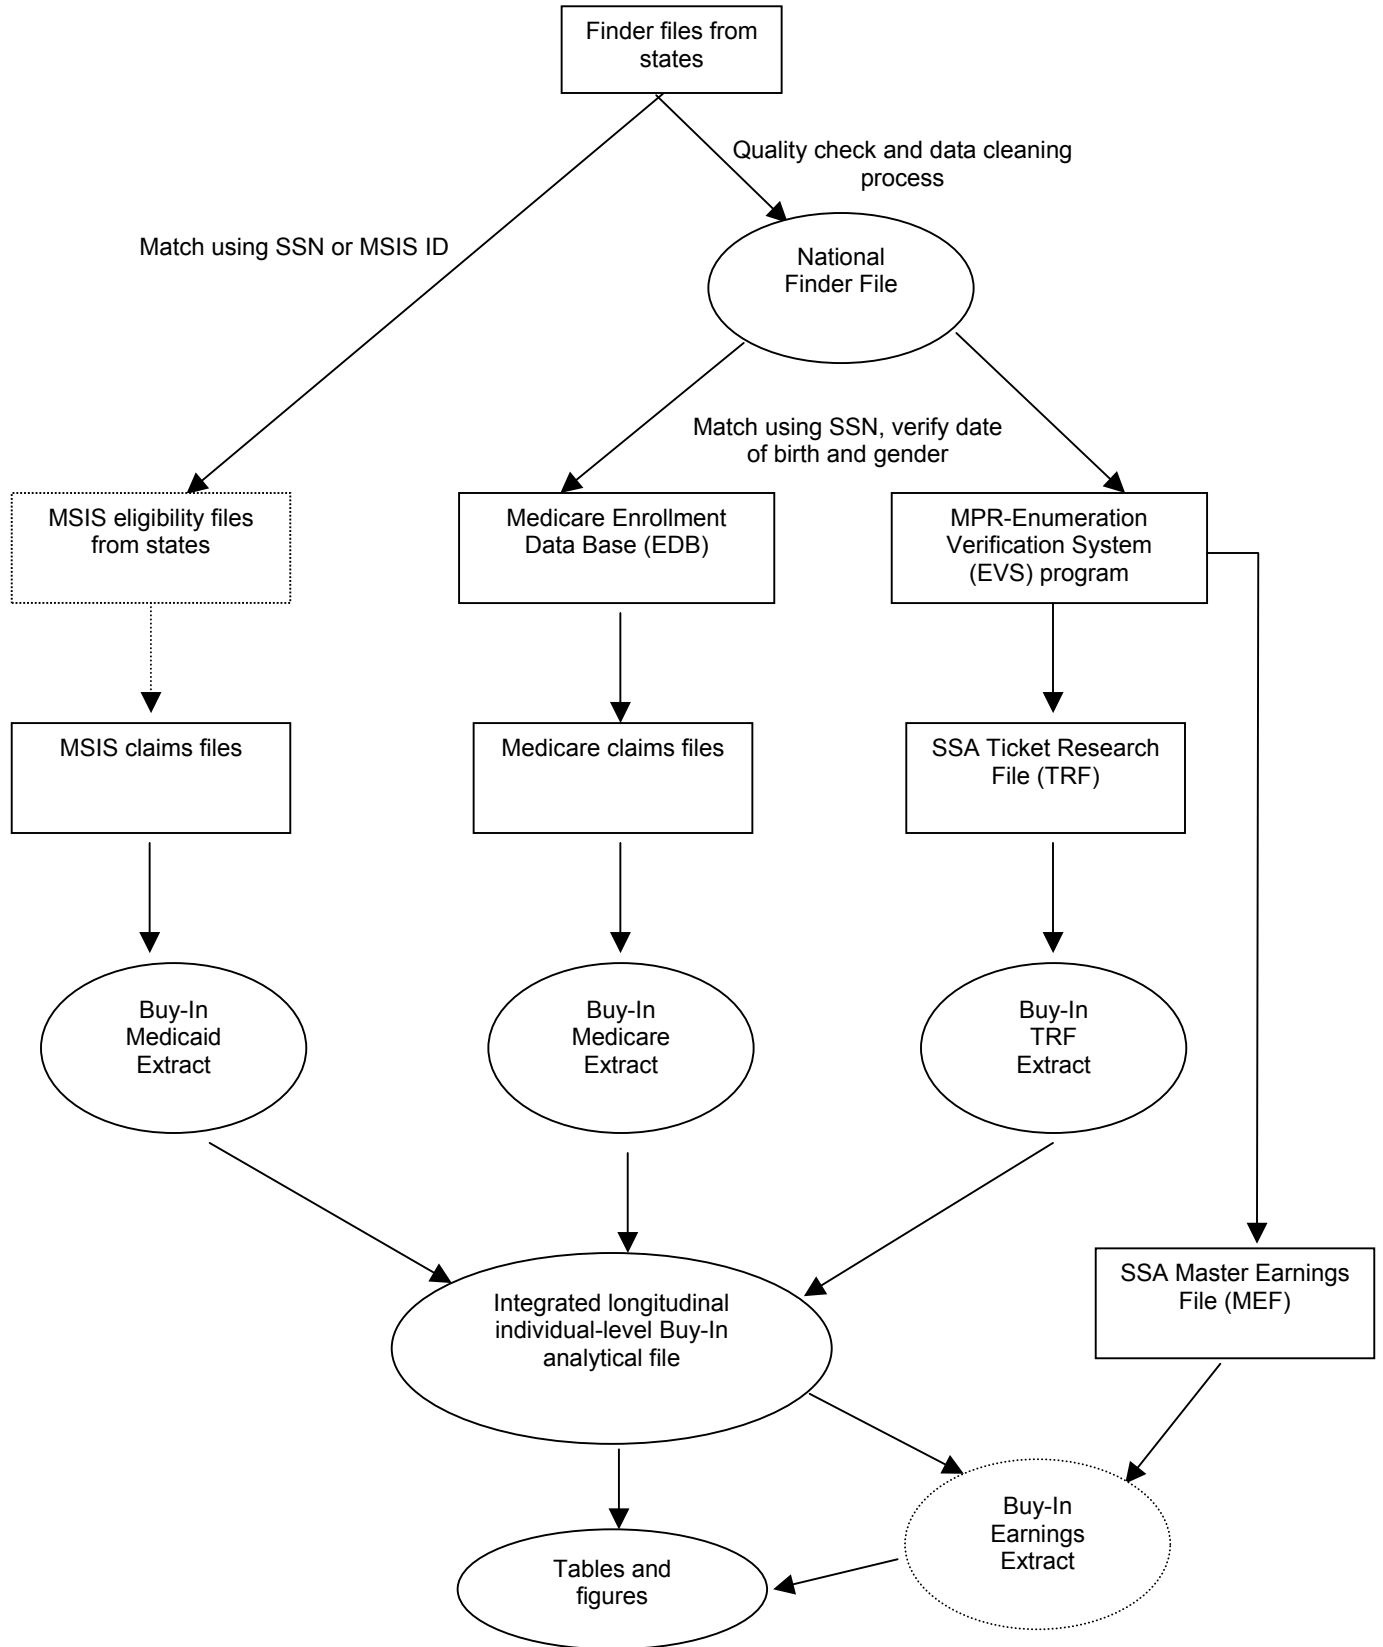 Finder files from
states
Quality check and data cleaning
process
Match using SSN or MSIS ID
National
Finder File
Match using SSN, verify date
of birth and gender
MSIS eligibility files
from states
Medicare Enrollment
Data Base (EDB)
MPR-Enumeration
Verification System
(EVS) program
MSIS claims files
Medicare claims files
SSA Ticket Research
File (TRF)
Buy-In
Medicaid
Extract
Buy-In
Medicare
Extract
Buy-In
TRF
Extract
Integrated longitudinal
individual-level Buy-In
analytical file
SSA Master Earnings
File (MEF)
Buy-In
Earnings
Extract
Tables and
figures